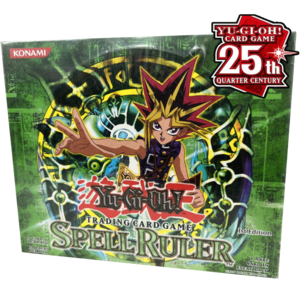 YU-GI-OH!
CARD GAME
25th
QUARTER CENTURY
KONAMI
Yu-Gi-Oh!
TRADING CARD GAME
1st Edition
SPELL RULER